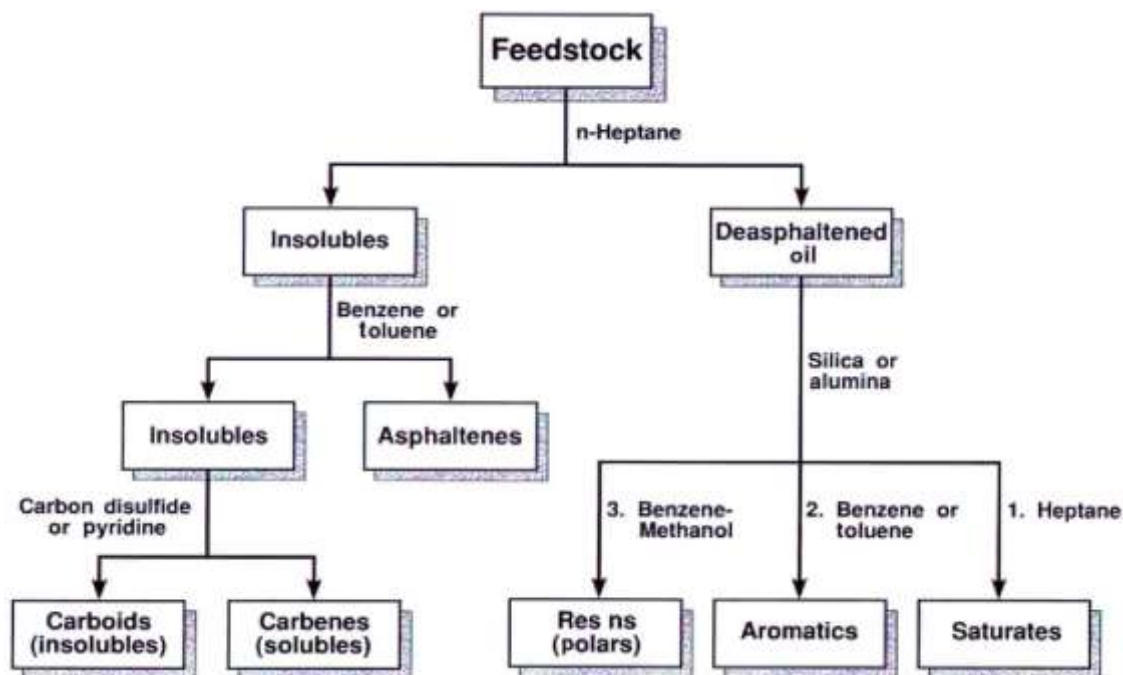 Feedstock
n-Heptane
Insolubles
Deasphaltened
oil
Benzene or
toluene
Silica or
alumina
Insolubles
Asphaltenes
Carbon disulfide
or pyridine
3. Benzene-
Methanol
2. Benzene or
toluene
1. Heptane
Carboids
(insolubles)
Carbenes
(solubles)
Res ns
(polars)
Aromatics
Saturates